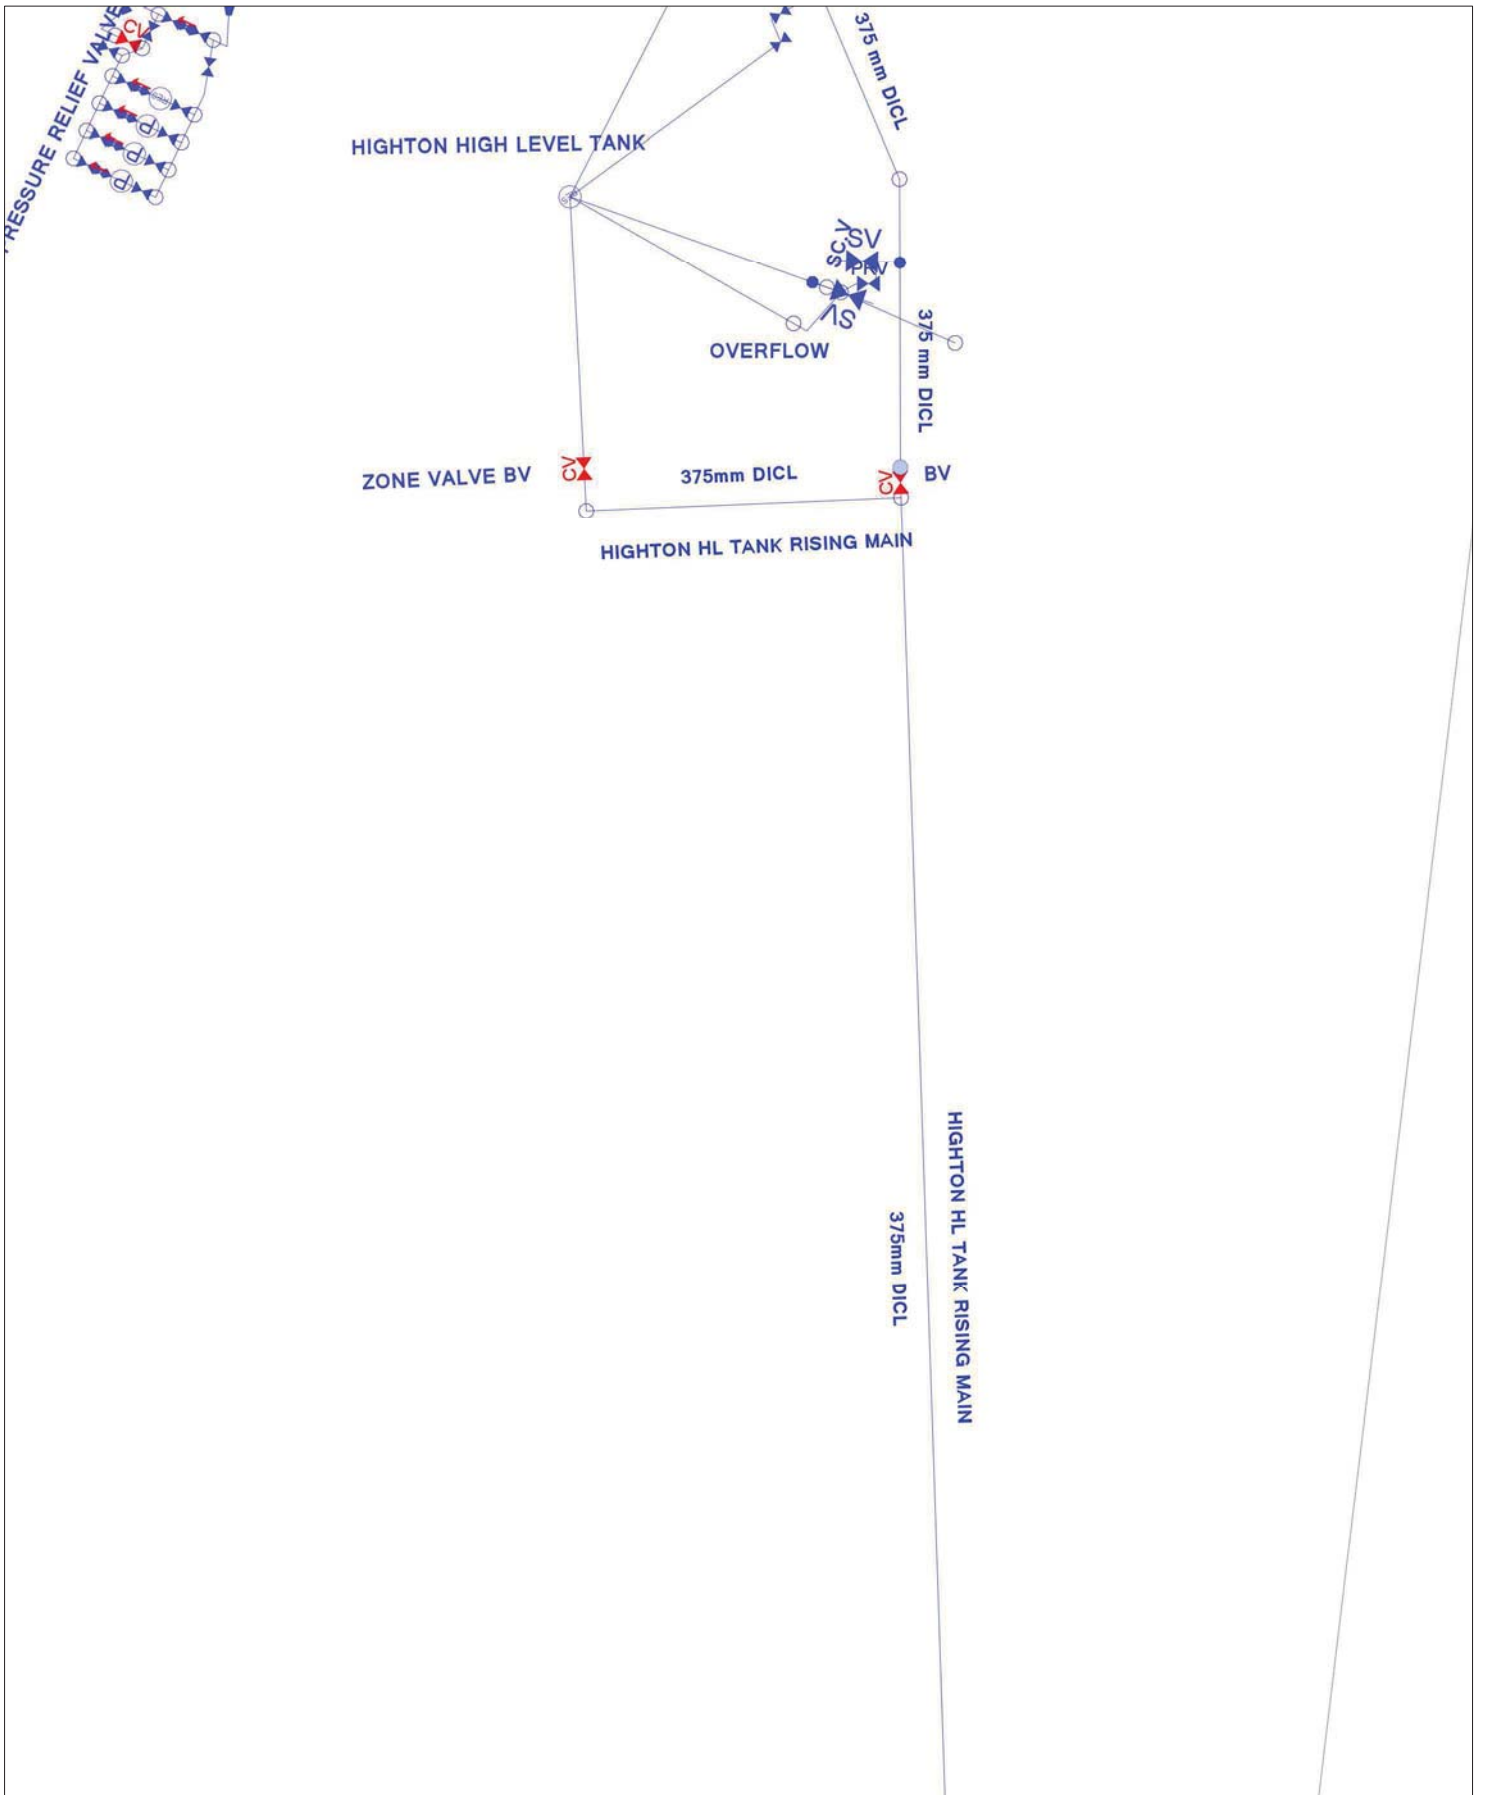 PRESSURE RELIEF VALVE
CV
P
P
P
375 mm DICL
HIGHTON HIGH LEVEL TANK
SV
PRV
SV
OVERFLOW
375 mm DICL
ZONE VALVE BV
CV
375mm DICL
CV
BV
HIGHTON HL TANK RISING MAIN
HIGHTON HL TANK RISING MAIN
375mm DICL